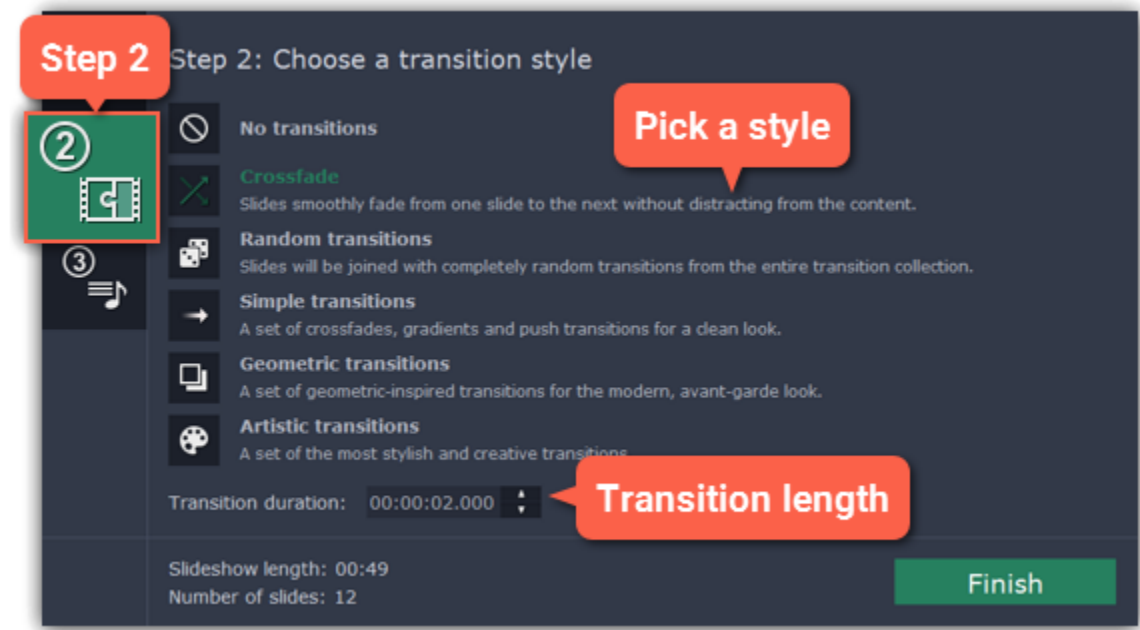 Step 2
Step 2: Choose a transition style
2
No transitions
Pick a style
Crossfade
Slides smoothly fade from one slide to the next without distracting from the content.
Random transitions
Slides will be joined with completely random transitions from the entire transition collection.
3
Simple transitions
A set of crossfades, gradients and push transitions for a clean look.
Geometric transitions
A set of geometric-inspired transitions for the modern, avant-garde look.
Artistic transitions
A set of the most stylish and creative transitions
Transition duration: 00:00:02.000
Transition length
Slideshow length: 00:49
Number of slides: 12
Finish